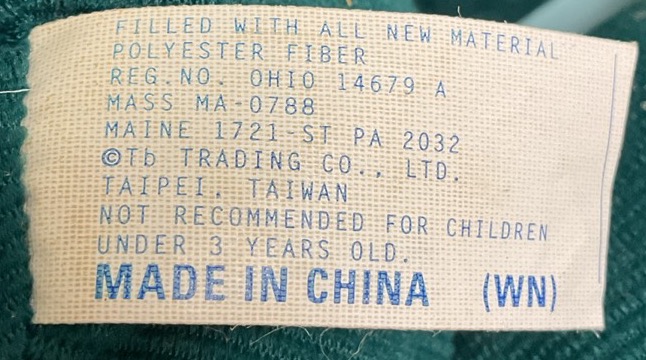 FILLED WITH ALL NEW MATERIAL
POLYESTER FIBER
REG.NO. OHIO 14679 A
MASS MA-0788
MAINE 1721-ST PA 2032
©Tb TRADING CO., LTD.
TAIPEI, TAIWAN
NOT RECOMMENDED FOR CHILDREN
UNDER 3 YEARS OLD.
MADE IN CHINA (WN)